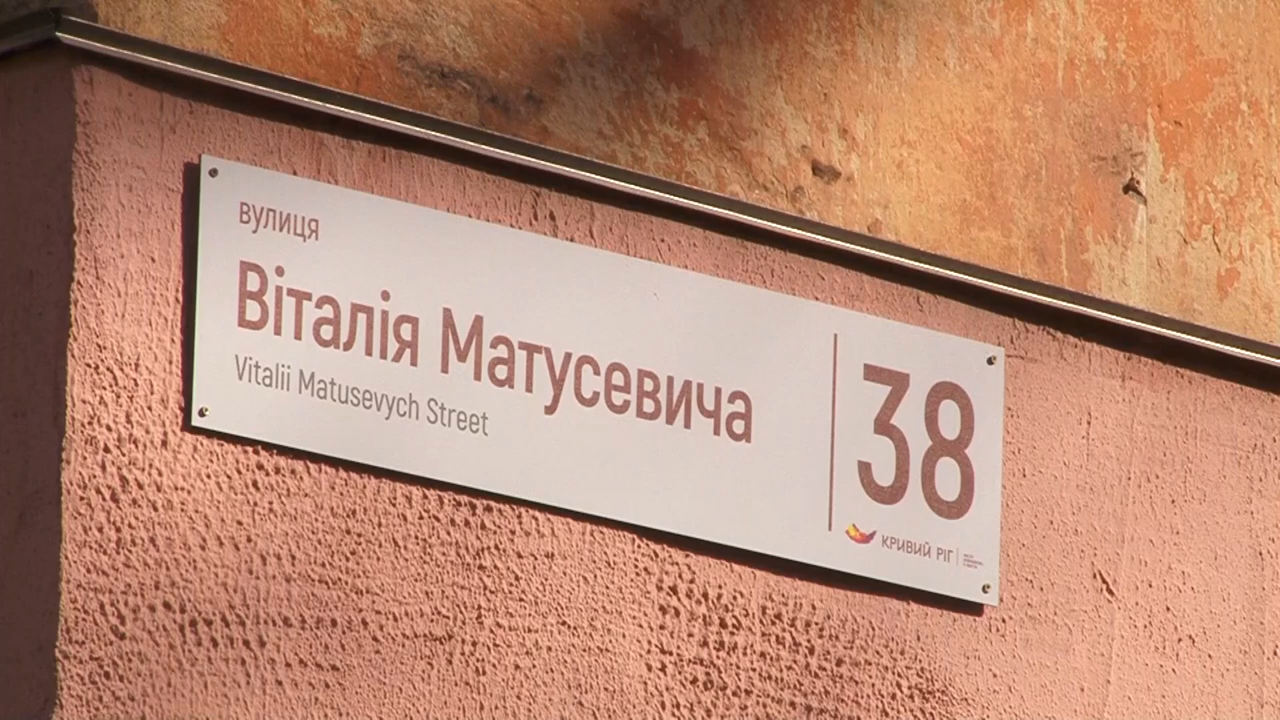 вулиця
Віталія Матусевича
Vitalii Matusevych Street
38
КРИВИЙ РІГ